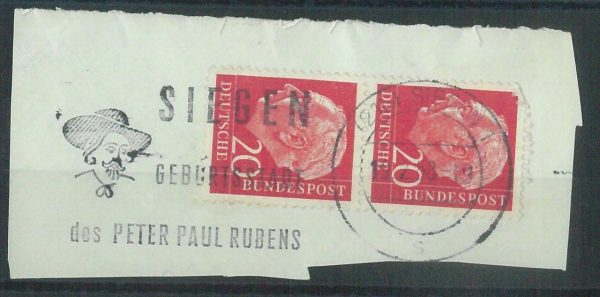 SIEGEN
GEBURTSSTADT
des PETER PAUL RUBENS
DEUTSCHE
BUNDESPOST
20
DEUTSCHE
BUNDESPOST
20
s